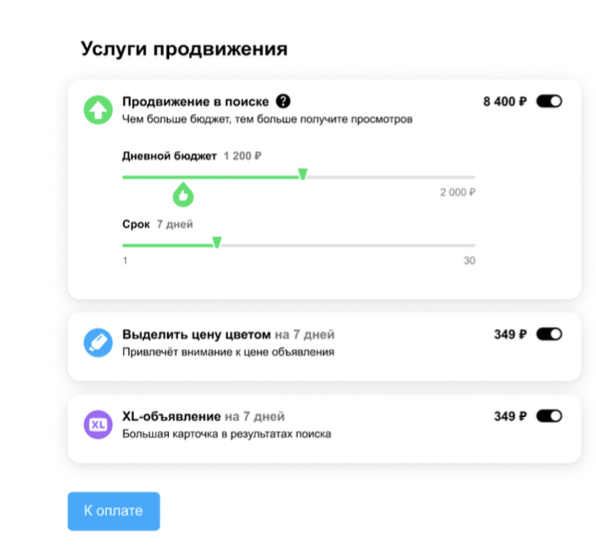 Услуги продвижения
Продвижение в поиске ?
8 400 ₽
Чем больше бюджет, тем больше получите просмотров
Дневной бюджет 1 200 ₽
2 000 ₽
Срок 7 дней
1
30
Выделить цену цветом на 7 дней
349 ₽
Привлечёт внимание к цене объявления
XL
XL-объявление на 7 дней
349 ₽
Большая карточка в результатах поиска
К оплате